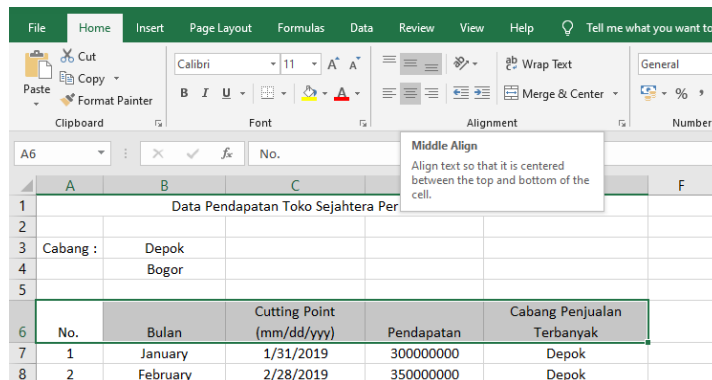 File Home Insert Page Layout Formulas Data Review View Help Tell me what you want to
Cut
Copy
Format Painter
Paste
Calibri 11 A A
B I U A
ab Wrap Text
Merge & Center
General
%
Clipboard Font Alignment Number
A6 fx No.
Middle Align
Align text so that it is centered
between the top and bottom of the
cell.
A B C F
1 Data Pendapatan Toko Sejahtera Per
2
3 Cabang : Depok
4 Bogor
5
Cutting Point Cabang Penjualan
6 No. Bulan (mm/dd/yyy) Pendapatan Terbanyak
7 1 January 1/31/2019 300000000 Depok
8 2 February 2/28/2019 350000000 Depok